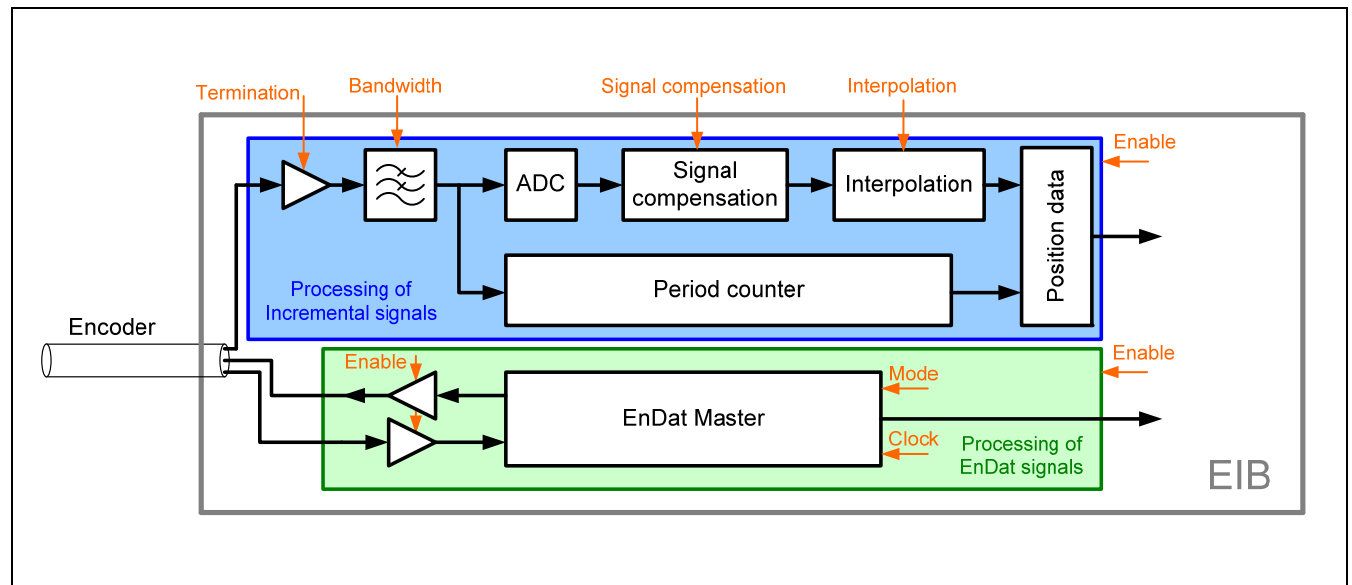 Termination
Bandwidth
Signal compensation
Interpolation
Enable
ADC
Signal
compensation
Interpolation
Position data
Period counter
Processing of
Incremental signals
Encoder
Enable
Enable
Mode
EnDat Master
Clock
Processing of
EnDat signals
EIB